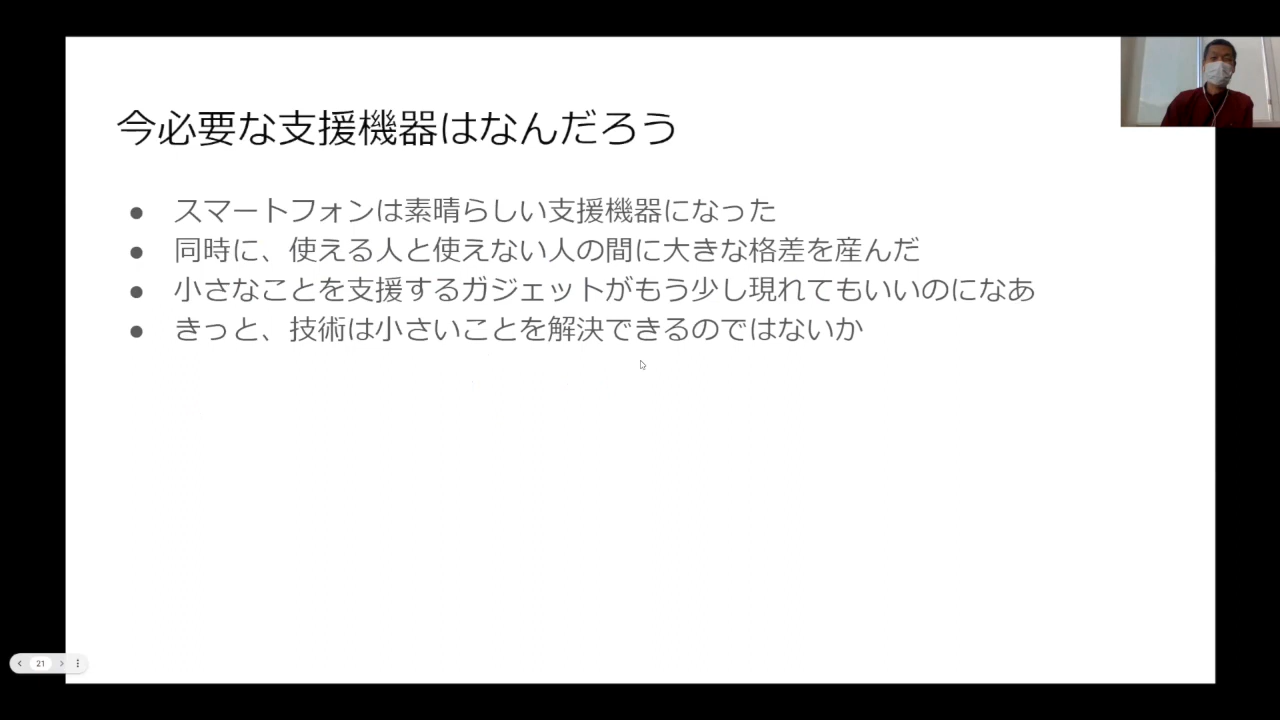 今必要な支援機器はなんだろう
● スマートフォンは素晴らしい支援機器になった
● 同時に、使える人と使えない人の間に大きな格差を産んだ
● 小さなことを支援するガジェットがもう少し現れてもいいのになあ
● きっと、技術は小さいことを解決できるのではないか
21